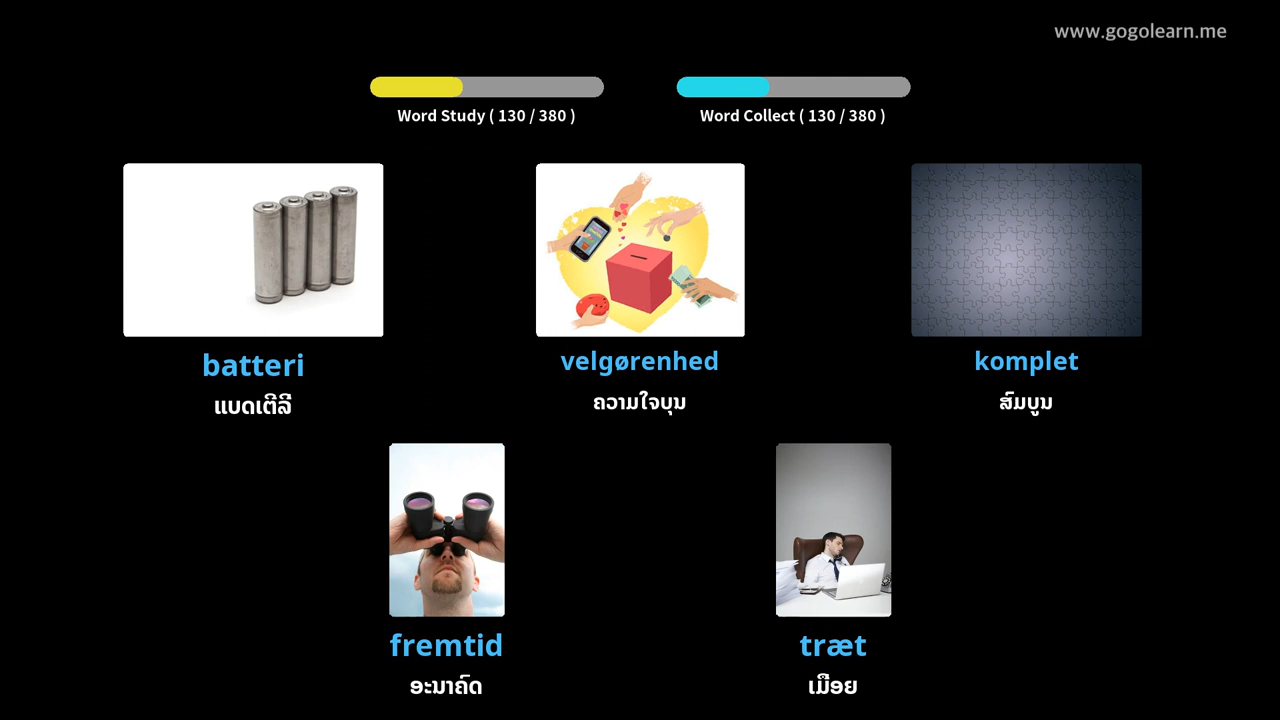 www.gogolearn.me
Word Study ( 130 / 380 )
Word Collect ( 130 / 380 )
batteri
ແບດເຕີລີ
velgørenhed
ຄວາມໃຈບຸນ
komplet
ສົມບູນ
fremtid
ອະນາຄົດ
træt
ເມື່ອຍ